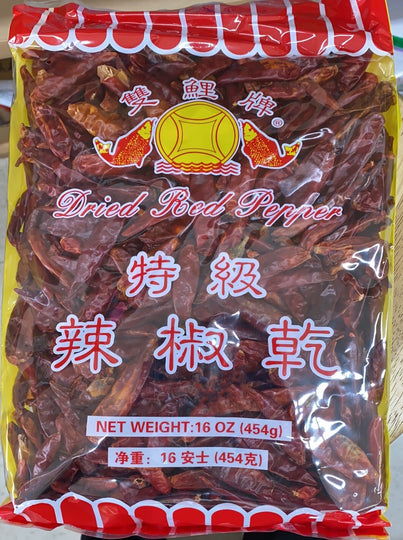 雙鯉牌®
Dried Red Pepper
特級
辣椒乾
NET WEIGHT:16 OZ (454g)
净重：16 安士 (454克)